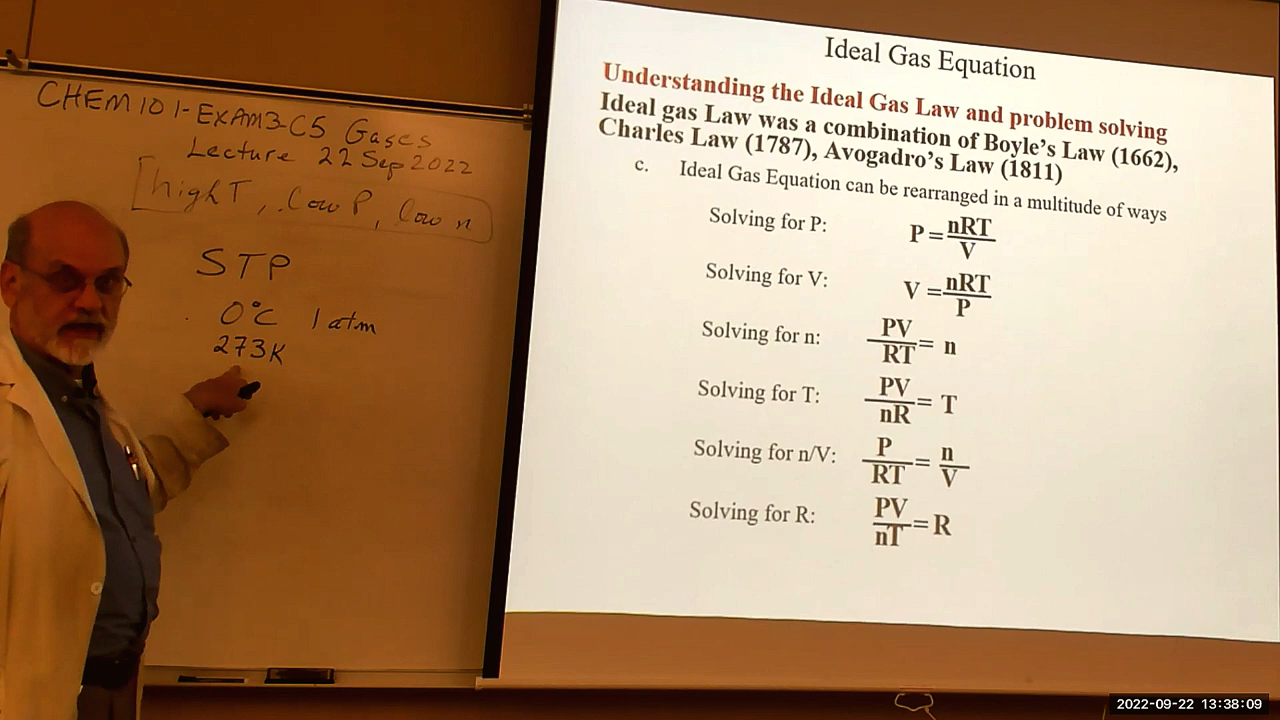 CHEM 101-EXAM3-C5 Gases
Lecture 22 Sep 2022
high T, low P, low n
STP
0°C 1 atm
273K
Ideal Gas Equation
Understanding the Ideal Gas Law and problem solving
Ideal gas Law was a combination of Boyle's Law (1662),
Charles Law (1787), Avogadro's Law (1811)
c. Ideal Gas Equation can be rearranged in a multitude of ways
Solving for P: P = nRT/V
Solving for V: V = nRT/P
Solving for n: PV/RT = n
Solving for T: PV/nR = T
Solving for n/V: P/RT = n/V
Solving for R: PV/nT = R
2022-09-22 13:38:09